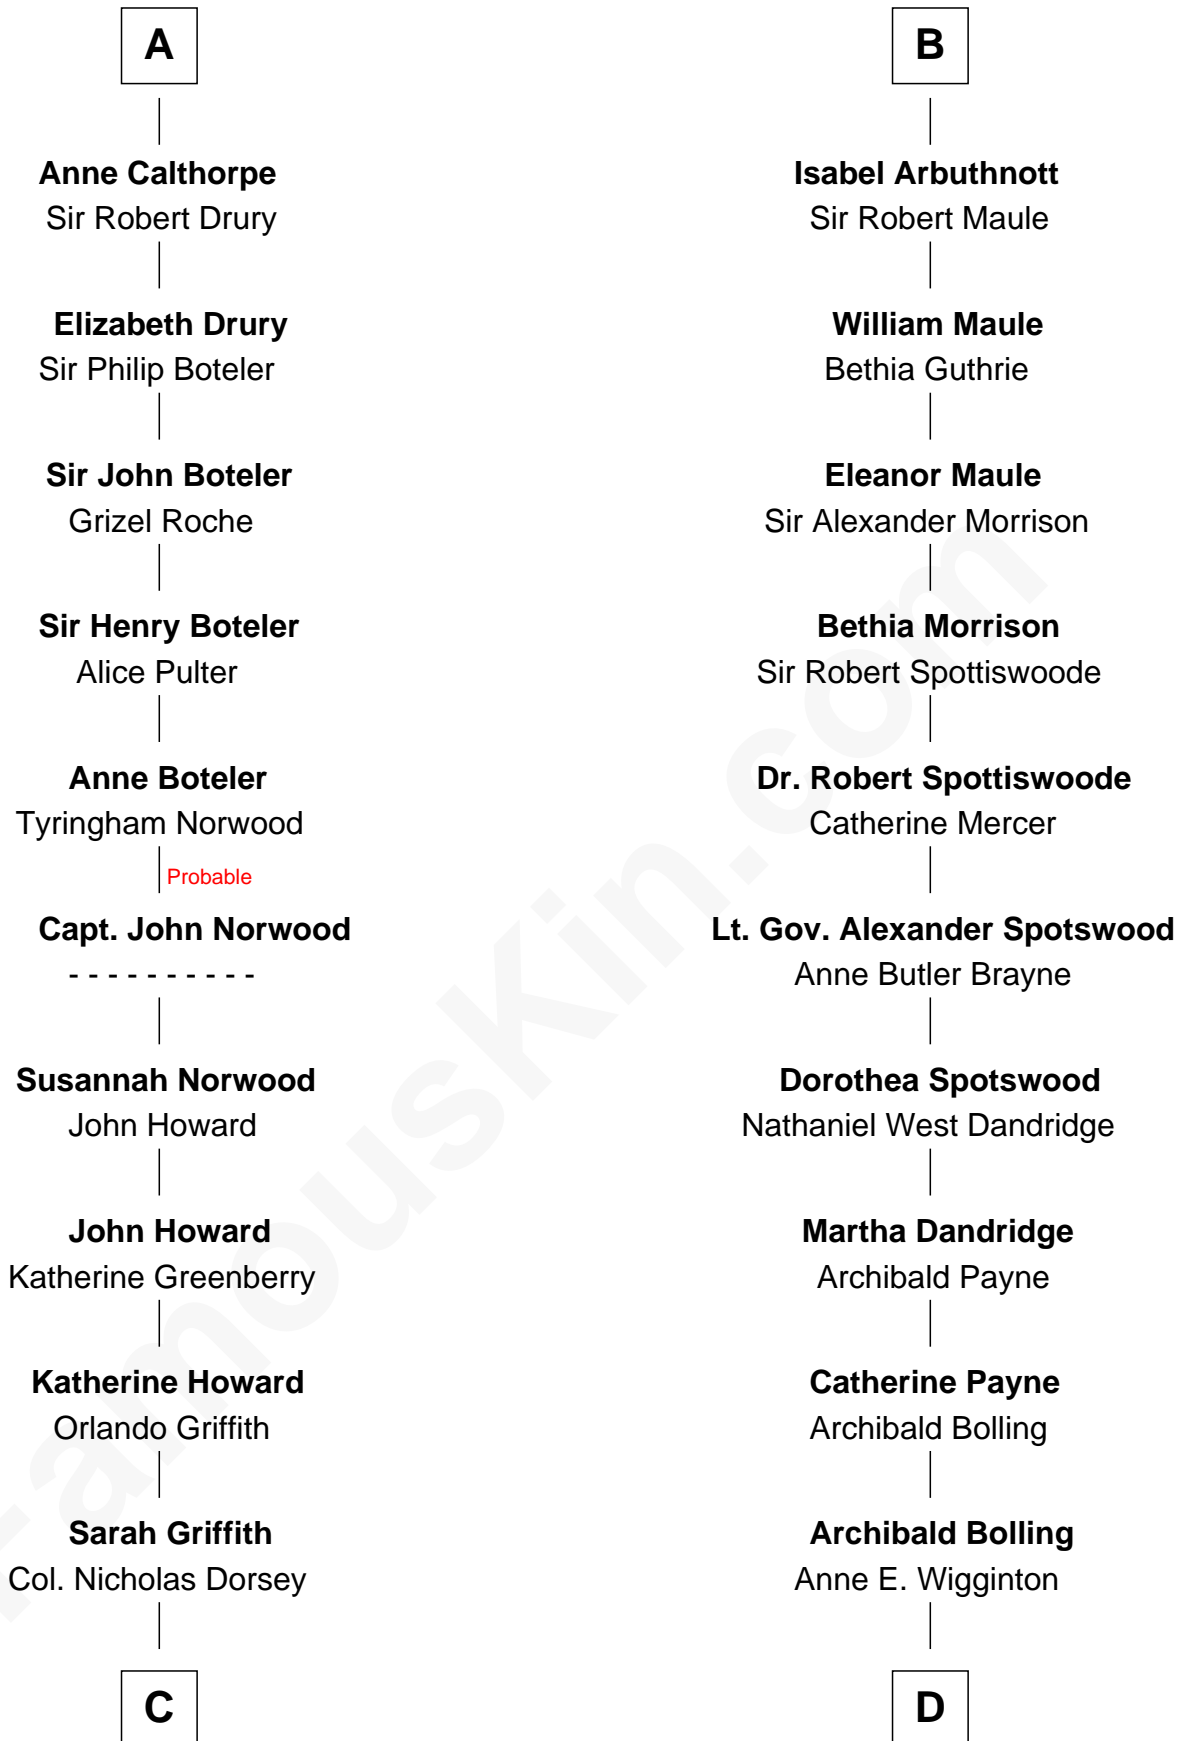 A
Anne Calthorpe
Sir Robert Drury
Elizabeth Drury
Sir Philip Boteler
Sir John Boteler
Grizel Roche
Sir Henry Boteler
Alice Pulter
Anne Boteler
Tyringham Norwood
Probable
Capt. John Norwood
- - - - - - - - - -
Susannah Norwood
John Howard
John Howard
Katherine Greenberry
Katherine Howard
Orlando Griffith
Sarah Griffith
Col. Nicholas Dorsey
C
B
Isabel Arbuthnott
Sir Robert Maule
William Maule
Bethia Guthrie
Eleanor Maule
Sir Alexander Morrison
Bethia Morrison
Sir Robert Spottiswoode
Dr. Robert Spottiswoode
Catherine Mercer
Lt. Gov. Alexander Spotswood
Anne Butler Brayne
Dorothea Spotswood
Nathaniel West Dandridge
Martha Dandridge
Archibald Payne
Catherine Payne
Archibald Bolling
Archibald Bolling
Anne E. Wigginton
D
FamousKin.com